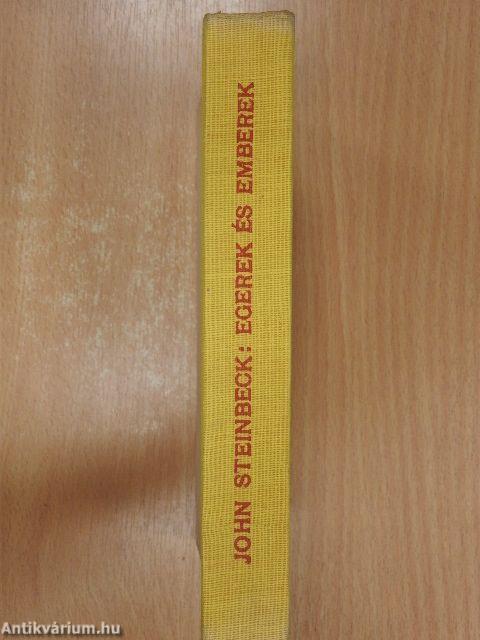 JOHN STEINBECK: EGEREK ÉS EMBEREK
Antikvárium.hu